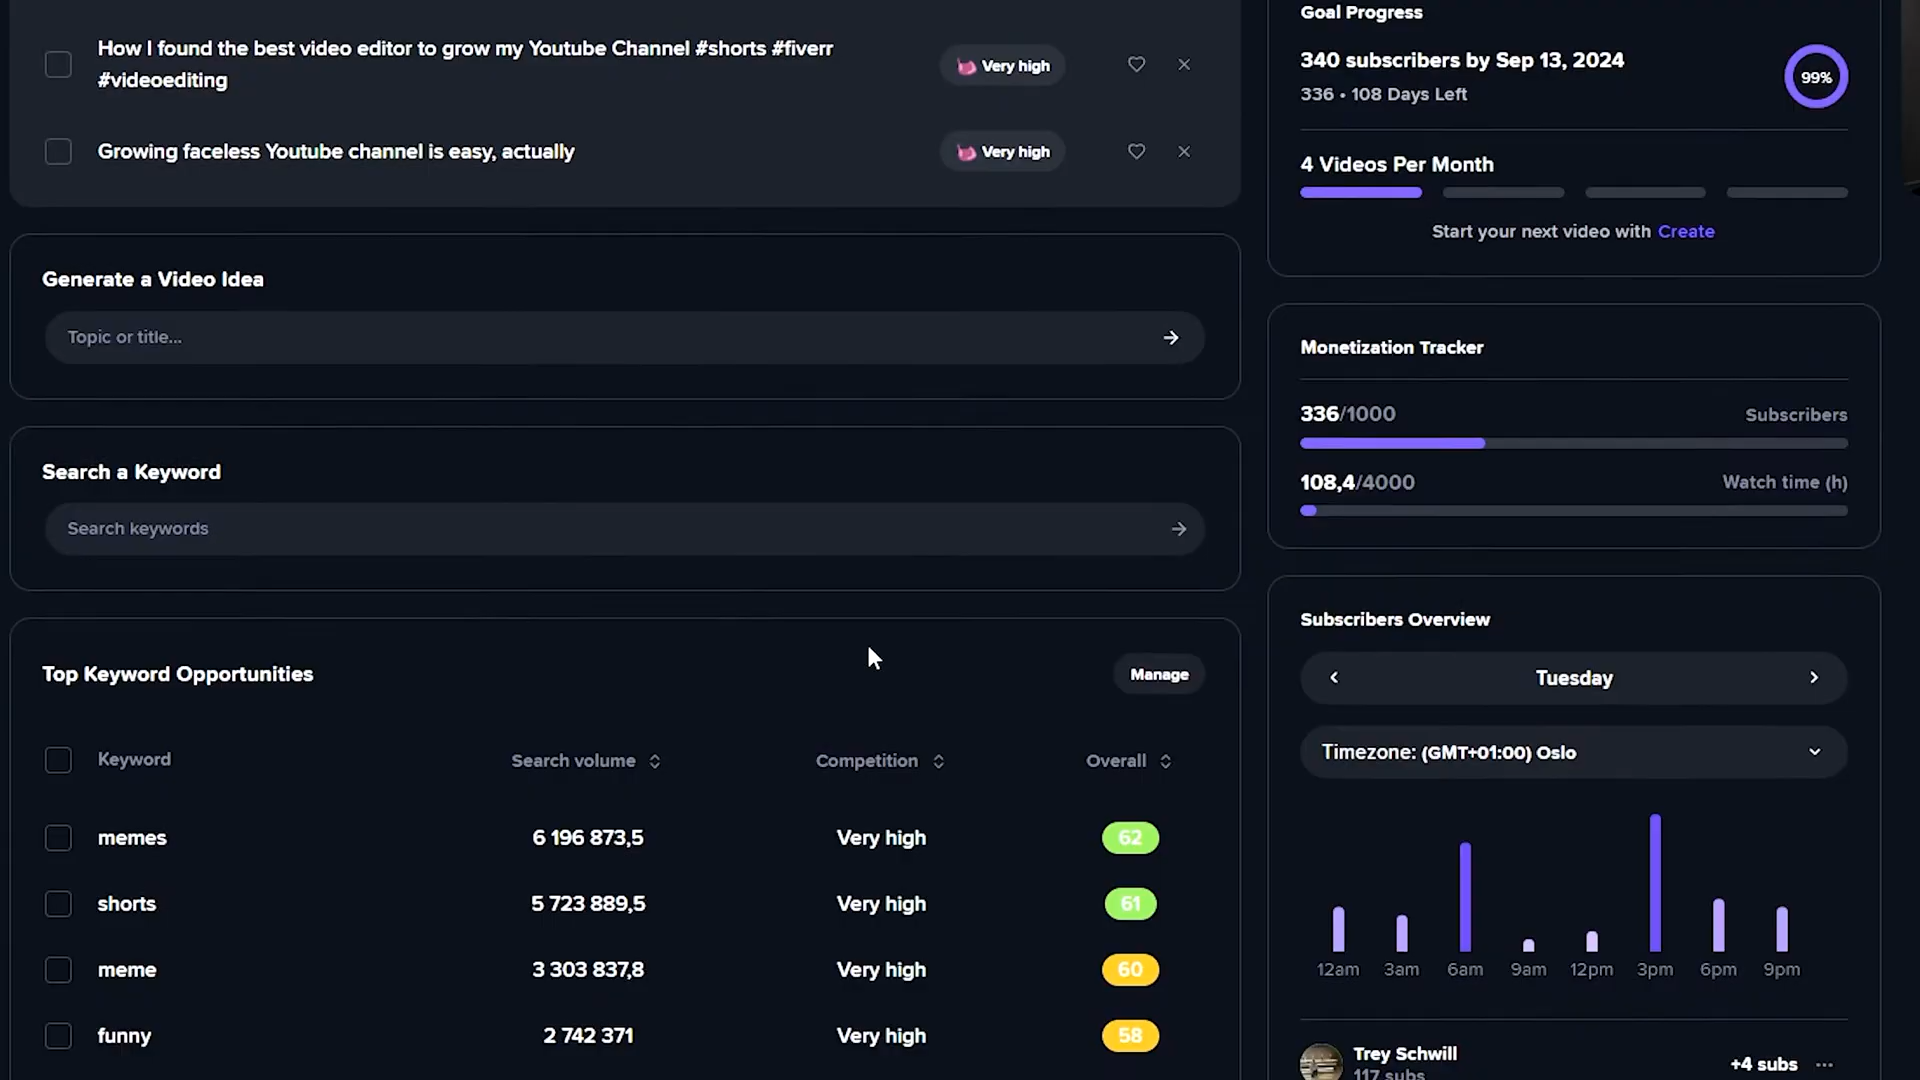 How I found the best video editor to grow my Youtube Channel #shorts #fiverr
#videoediting
Very high
Growing faceless Youtube channel is easy, actually
Very high
Generate a Video Idea
Topic or title...
Search a Keyword
Search keywords
Top Keyword Opportunities
Manage
Keyword Search volume Competition Overall
memes 6 196 873,5 Very high 62
shorts 5 723 889,5 Very high 61
meme 3 303 837,8 Very high 60
funny 2 742 371 Very high 58
Goal Progress
340 subscribers by Sep 13, 2024
336 • 108 Days Left
99%
4 Videos Per Month
Start your next video with Create
Monetization Tracker
336/1000 Subscribers
108,4/4000 Watch time (h)
Subscribers Overview
Tuesday
Timezone: (GMT+01:00) Oslo
12am 3am 6am 9am 12pm 3pm 6pm 9pm
Trey Schwill
117 subs
+4 subs